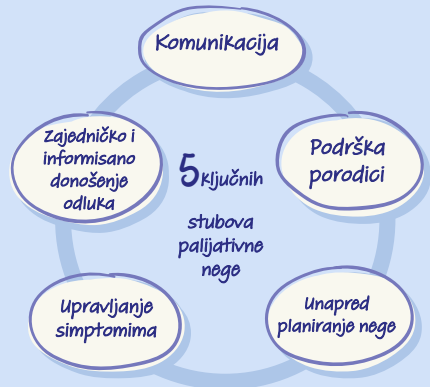 Komunikacija
Zajedničko i
informisano
donošenje
odluka
5 ključnih
stubova
palijativne
nege
Podrška
porodici
Upravljanje
simptomima
Unapred
planiranje nege